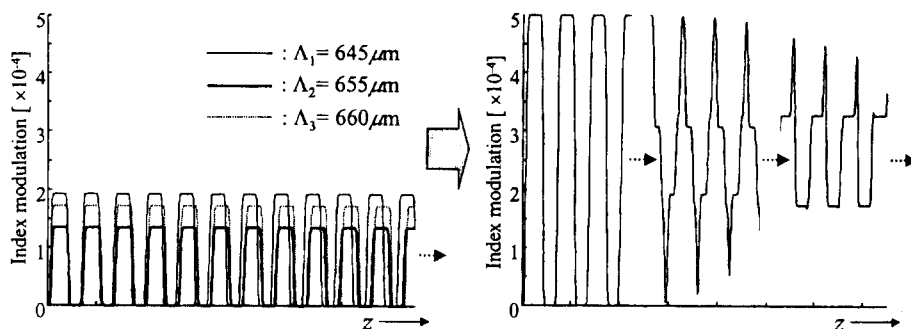 Index modulation [ ×10⁻⁴]
5
4
3
2
1
0
: Λ₁= 645μm
: Λ₂= 655μm
: Λ₃= 660μm
z
Index modulation [ ×10⁻⁴]
5
4
3
2
1
0
z